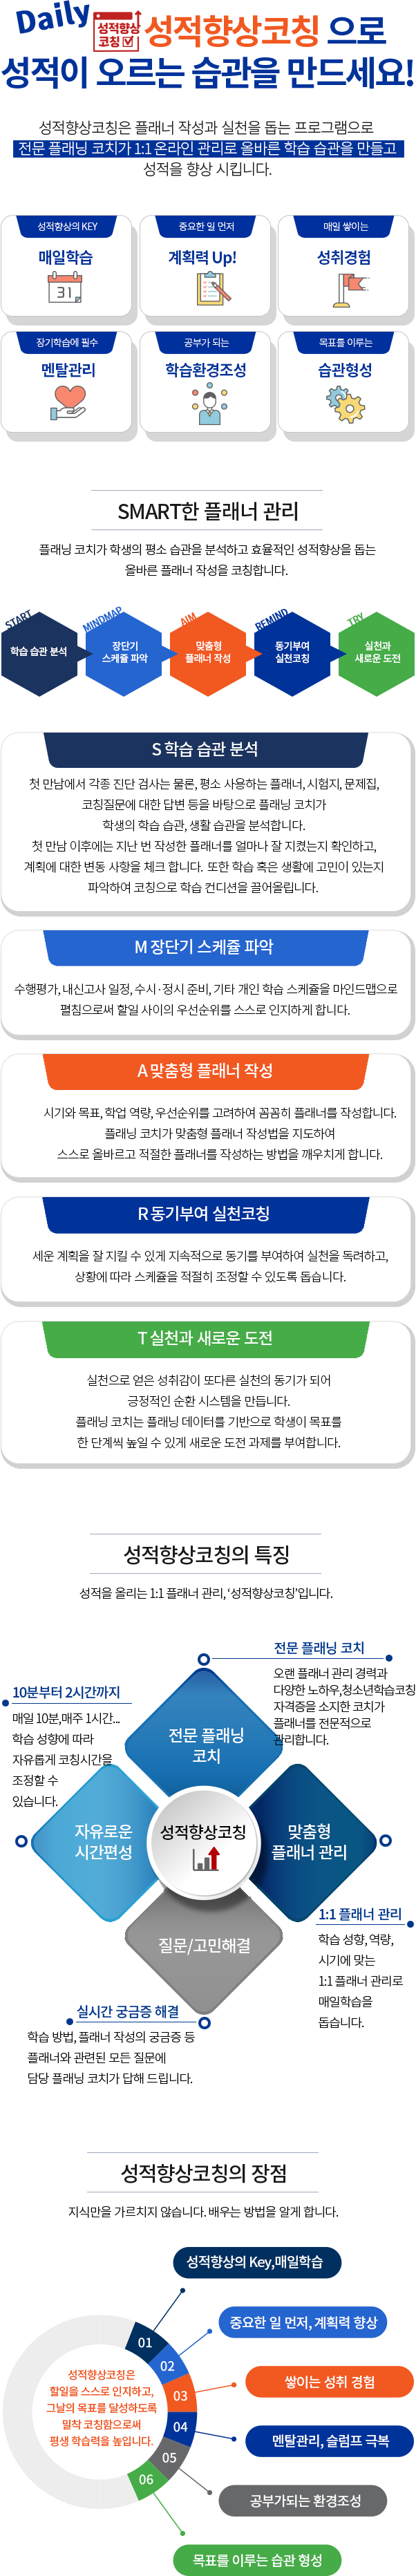 Daily
성적향상
코칭
성적향상코칭 으로
성적이 오르는 습관을 만드세요!
성적향상코칭은 플래너 작성과 실천을 돕는 프로그램으로
전문 플래닝 코치가 1:1 온라인 관리로 올바른 학습 습관을 만들고
성적을 향상 시킵니다.
성적향상의 KEY
매일학습
31
중요한 일 먼저
계획력 Up!
매일 쌓이는
성취경험
장기학습에 필수
멘탈관리
공부가 되는
학습환경조성
목표를 이루는
습관형성
SMART한 플래너 관리
플래닝 코치가 학생의 평소 습관을 분석하고 효율적인 성적향상을 돕는
올바른 플래너 작성을 코칭합니다.
START
학습 습관 분석
MINDMAP
장단기
스케쥴 파악
AIM
맞춤형
플래너 작성
REMIND
동기부여
실천코칭
TRY
실천과
새로운 도전
S 학습 습관 분석
첫 만남에서 각종 진단 검사는 물론, 평소 사용하는 플래너, 시험지, 문제집,
코칭질문에 대한 답변 등을 바탕으로 플래닝 코치가
학생의 학습 습관, 생활 습관을 분석합니다.
첫 만남 이후에는 지난 번 작성한 플래너를 얼마나 잘 지켰는지 확인하고,
계획에 대한 변동 사항을 체크 합니다. 또한 학습 혹은 생활에 고민이 있는지
파악하여 코칭으로 학습 컨디션을 끌어올립니다.
M 장단기 스케쥴 파악
수행평가, 내신고사 일정, 수시 · 정시 준비, 기타 개인 학습 스케쥴을 마인드맵으로
펼침으로써 할일 사이의 우선순위를 스스로 인지하게 합니다.
A 맞춤형 플래너 작성
시기와 목표, 학업 역량, 우선순위를 고려하여 꼼꼼히 플래너를 작성합니다.
플래닝 코치가 맞춤형 플래너 작성법을 지도하여
스스로 올바르고 적절한 플래너를 작성하는 방법을 깨우치게 합니다.
R 동기부여 실천코칭
세운 계획을 잘 지킬 수 있게 지속적으로 동기를 부여하여 실천을 독려하고,
상황에 따라 스케쥴을 적절히 조정할 수 있도록 돕습니다.
T 실천과 새로운 도전
실천으로 얻은 성취감이 또다른 실천의 동기가 되어
긍정적인 순환 시스템을 만듭니다.
플래닝 코치는 플래닝 데이터를 기반으로 학생이 목표를
한 단계씩 높일 수 있게 새로운 도전 과제를 부여합니다.
성적향상코칭의 특징
성적을 올리는 1:1 플래너 관리, ‘성적향상코칭’입니다.
전문 플래닝 코치
오랜 플래너 관리 경력과
다양한 노하우,청소년학습코칭
자격증을 소지한 코치가
플래너를 전문적으로
관리합니다.
10분부터 2시간까지
매일 10분,매주 1시간...
학습 성향에 따라
자유롭게 코칭시간을
조정할 수
있습니다.
전문 플래닝
코치
자유로운
시간편성
성적향상코칭
맞춤형
플래너 관리
질문/고민해결
1:1 플래너 관리
학습 성향, 역량,
시기에 맞는
1:1 플래너 관리로
매일학습을
돕습니다.
실시간 궁금증 해결
학습 방법, 플래너 작성의 궁금증 등
플래너와 관련된 모든 질문에
담당 플래닝 코치가 답해 드립니다.
성적향상코칭의 장점
지식만을 가르치지 않습니다. 배우는 방법을 알게 합니다.
성적향상의 Key,매일학습
중요한 일 먼저, 계획력 향상
쌓이는 성취 경험
멘탈관리, 슬럼프 극복
공부가되는 환경조성
목표를 이루는 습관 형성
01
02
03
04
05
06
성적향상코칭은
할일을 스스로 인지하고,
그날의 목표를 달성하도록
밀착 코칭함으로써
평생 학습력을 높입니다.